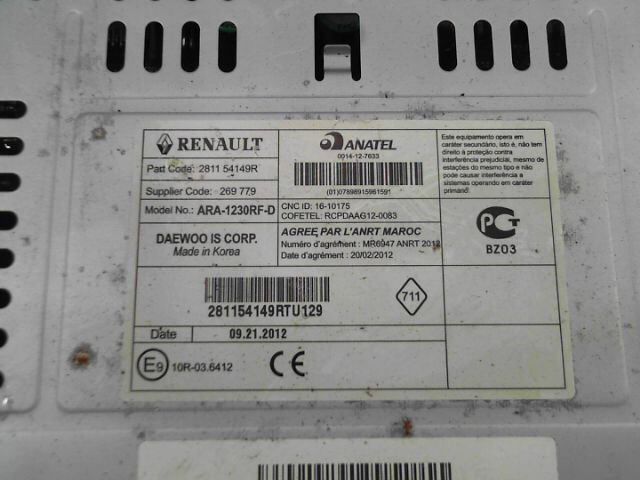 RENAULT
Part Code: 281154149R
Supplier Code: 269 779
Model No.: ARA-1230RF-D
DAEWOO IS CORP.
Made in Korea
ANATEL
0014-12-7633
(01)07898915961591
CNC ID: 16-10175
COFETEL: RCPDAAG12-0083
AGREE PAR L'ANRT MAROC
Numéro d'agrément : MR6947 ANRT 2012
Date d'agrément : 20/02/2012
Este equipamento opera em
caráter secundário, isto é, não tem
direito à proteção contra
interferência prejudicial, mesmo de
estações do mesmo tipo e não
pode causar interferência a
sistemas operando em caráter
primário!
PCT
BZ03
281154149RTU129
711
Date 09.21.2012
E9 10R-03.6412 CE